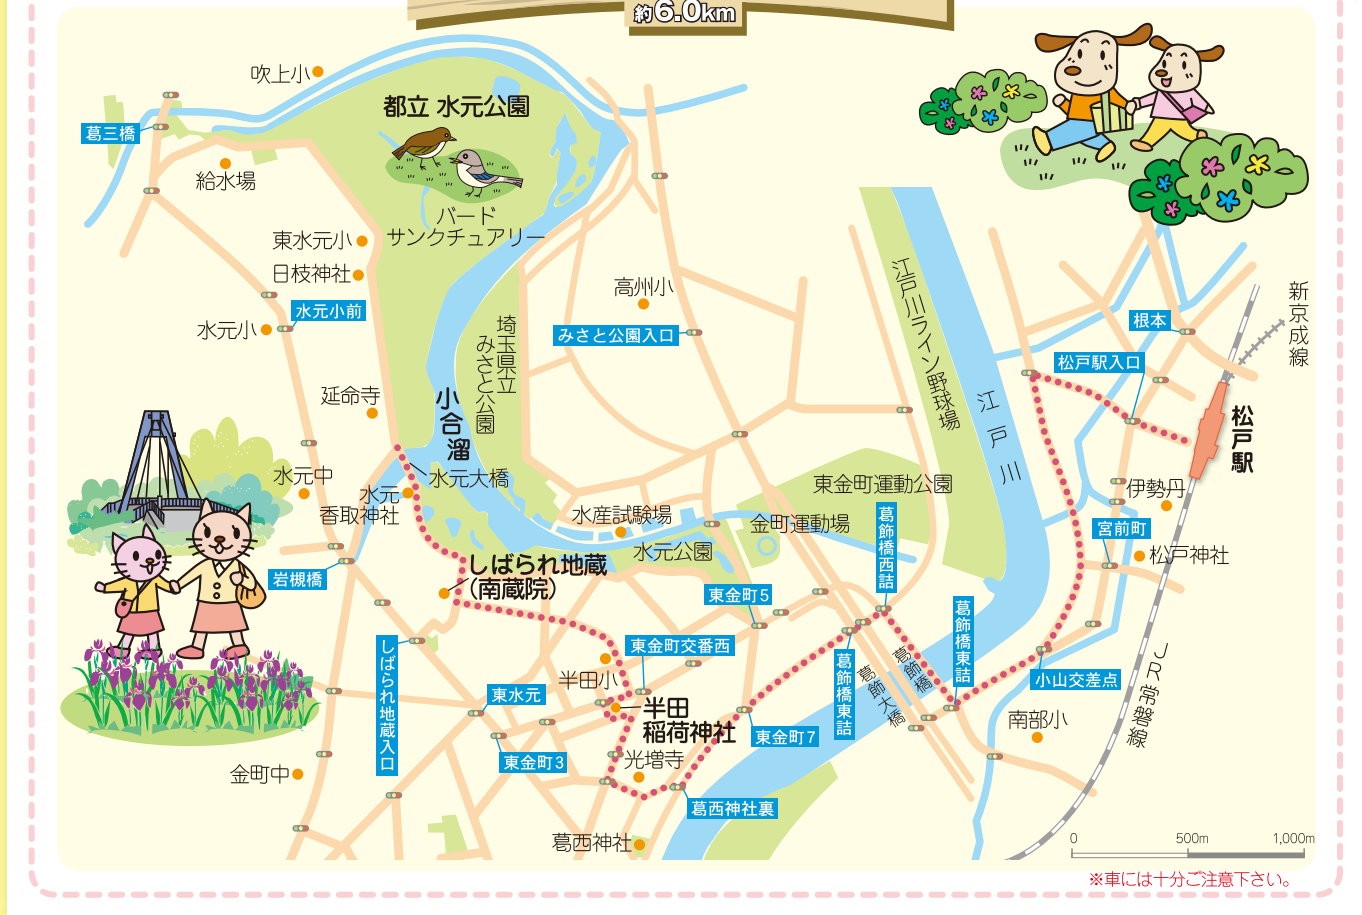 約6.0km
吹上小
都立 水元公園
葛三橋
給水場
バード
サンクチュアリー
東水元小
日枝神社
水元小前
水元小
高州小
みさと公園入口
埼玉県立
みさと公園
江戸川ライン野球場
江戸川
新京成線
根本
松戸駅入口
松戸駅
延命寺
小合溜
水元大橋
水元中
水元
香取神社
水産試験場
水元公園
東金町運動公園
金町運動場
葛飾橋西詰
伊勢丹
宮前町
松戸神社
岩槻橋
しばられ地蔵
(南蔵院)
東金町5
東金町交番西
しばられ地蔵入口
半田小
東水元
半田
稲荷神社
東金町3
光増寺
東金町7
葛飾橋東詰
葛飾大橋
葛飾橋
葛飾橋東詰
小山交差点
南部小
JR常磐線
金町中
葛西神社裏
葛西神社
0 500m 1,000m
※車には十分ご注意下さい。